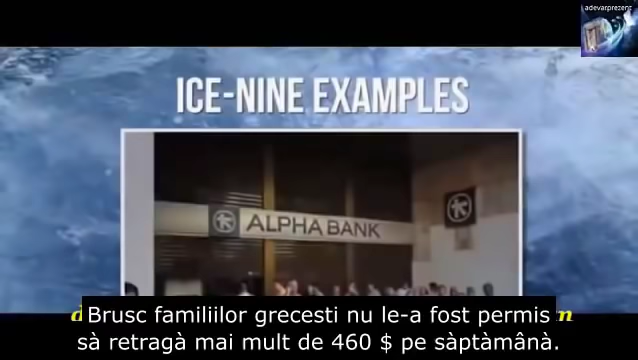 adevarprezent
ICE-NINE EXAMPLES
ALPHA BANK
Brusc familiilor grecesti nu le-a fost permis
sà retragà mai mult de 460 $ pe sàptàmânà.